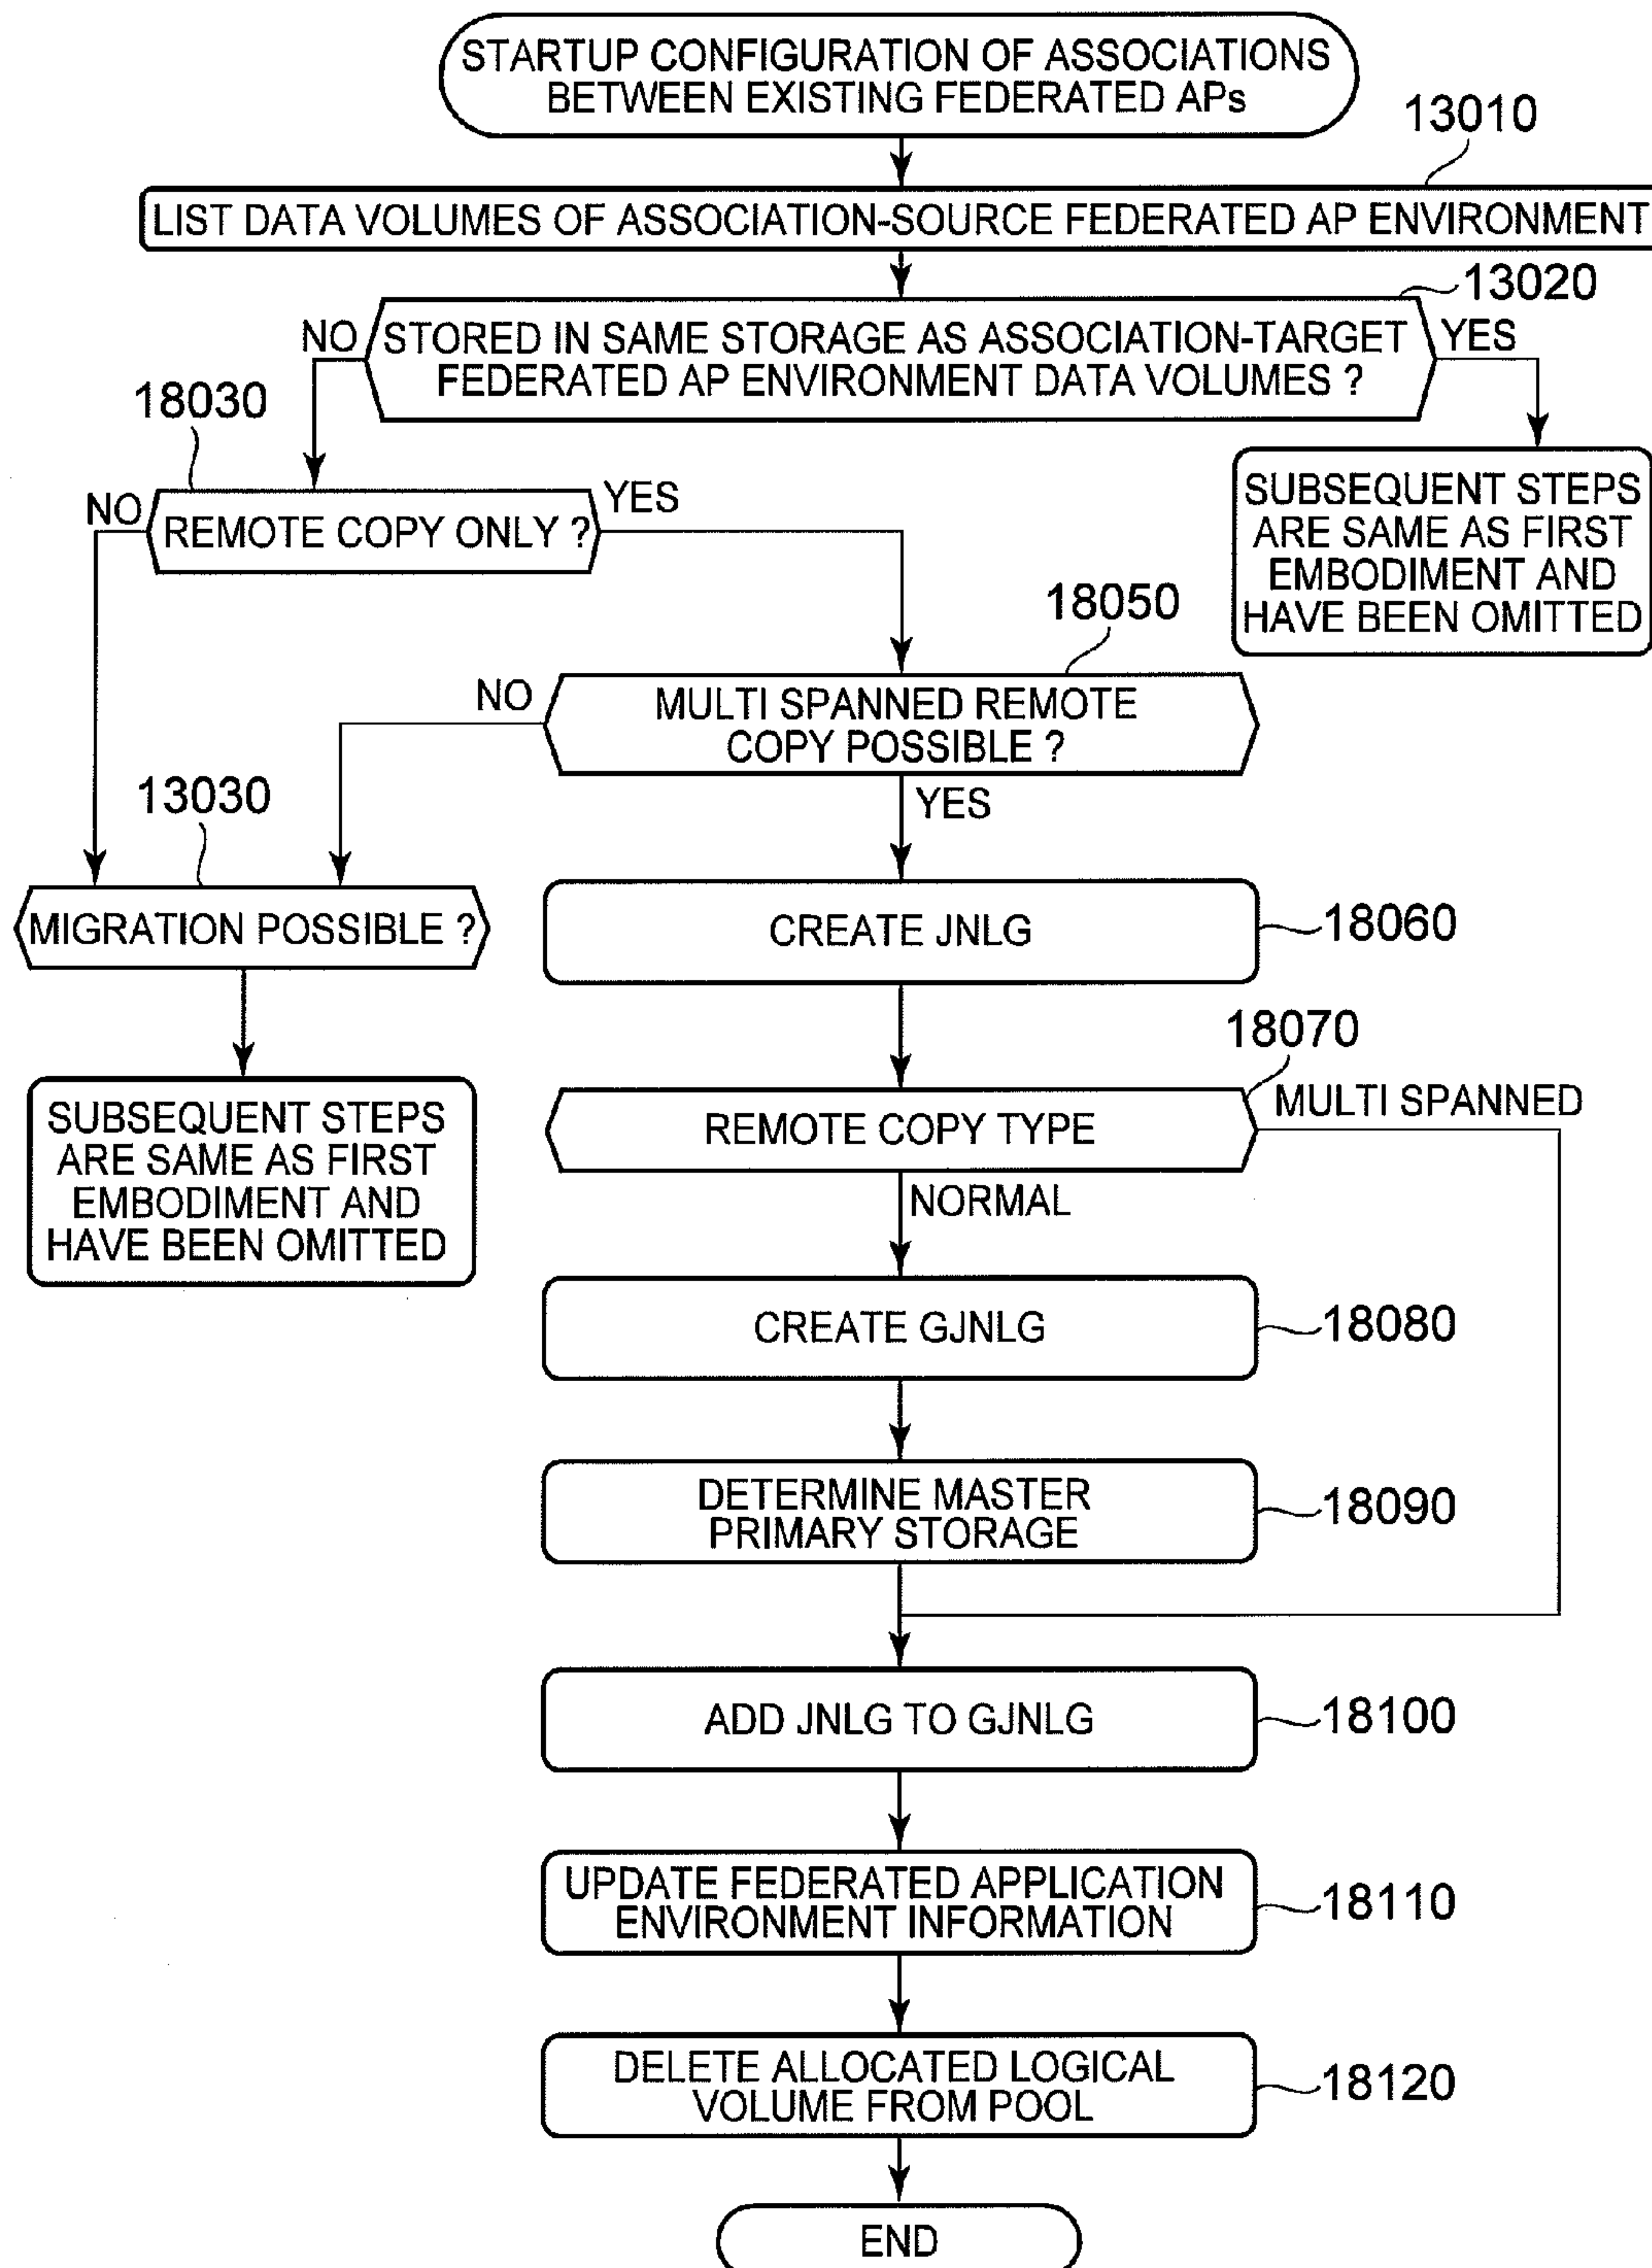 STARTUP CONFIGURATION OF ASSOCIATIONS
BETWEEN EXISTING FEDERATED APs
13010
LIST DATA VOLUMES OF ASSOCIATION-SOURCE FEDERATED AP ENVIRONMENT
13020
NO
STORED IN SAME STORAGE AS ASSOCIATION-TARGET
FEDERATED AP ENVIRONMENT DATA VOLUMES ?
YES
SUBSEQUENT STEPS
ARE SAME AS FIRST
EMBODIMENT AND
HAVE BEEN OMITTED
18030
NO
REMOTE COPY ONLY ?
YES
18050
NO
MULTI SPANNED REMOTE
COPY POSSIBLE ?
YES
13030
MIGRATION POSSIBLE ?
SUBSEQUENT STEPS
ARE SAME AS FIRST
EMBODIMENT AND
HAVE BEEN OMITTED
CREATE JNLG
18060
18070
REMOTE COPY TYPE
MULTI SPANNED
NORMAL
CREATE GJNLG
18080
DETERMINE MASTER
PRIMARY STORAGE
18090
ADD JNLG TO GJNLG
18100
UPDATE FEDERATED APPLICATION
ENVIRONMENT INFORMATION
18110
DELETE ALLOCATED LOGICAL
VOLUME FROM POOL
18120
END